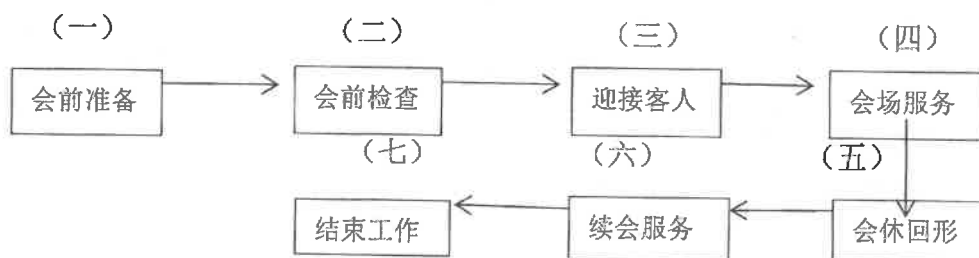 （一） （二） （三） （四）
会前准备 会前检查 迎接客人 会场服务
（七） （六） （五）
结束工作 续会服务 会休回形